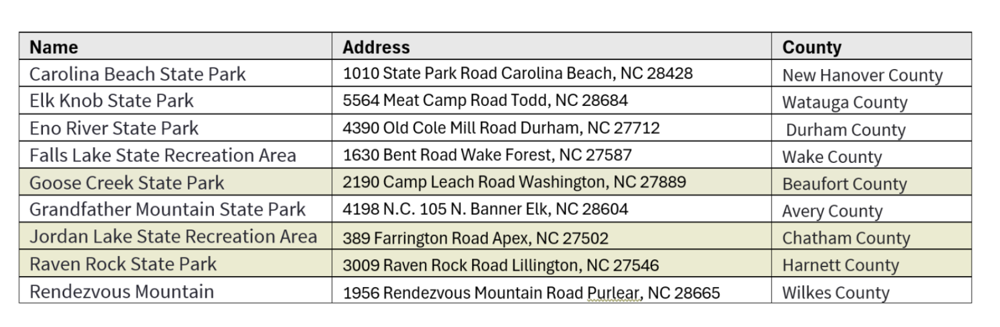 Name Address County
Carolina Beach State Park 1010 State Park Road Carolina Beach, NC 28428 New Hanover County
Elk Knob State Park 5564 Meat Camp Road Todd, NC 28684 Watauga County
Eno River State Park 4390 Old Cole Mill Road Durham, NC 27712 Durham County
Falls Lake State Recreation Area 1630 Bent Road Wake Forest, NC 27587 Wake County
Goose Creek State Park 2190 Camp Leach Road Washington, NC 27889 Beaufort County
Grandfather Mountain State Park 4198 N.C. 105 N. Banner Elk, NC 28604 Avery County
Jordan Lake State Recreation Area 389 Farrington Road Apex, NC 27502 Chatham County
Raven Rock State Park 3009 Raven Rock Road Lillington, NC 27546 Harnett County
Rendezvous Mountain 1956 Rendezvous Mountain Road Purlear, NC 28665 Wilkes County